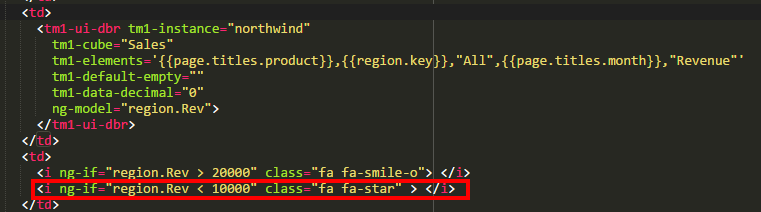 <td>
<tm1-ui-dbr tm1-instance="northwind"
tm1-cube="Sales"
tm1-elements='{{page.titles.product}},{{region.key}},"All",{{page.titles.month}},"Revenue"'
tm1-default-empty=""
tm1-data-decimal="0"
ng-model="region.Rev">
</tm1-ui-dbr>
</td>
<td>
<i ng-if="region.Rev > 20000" class="fa fa-smile-o"> </i>
<i ng-if="region.Rev < 10000" class="fa fa-star" > </i>
</td>